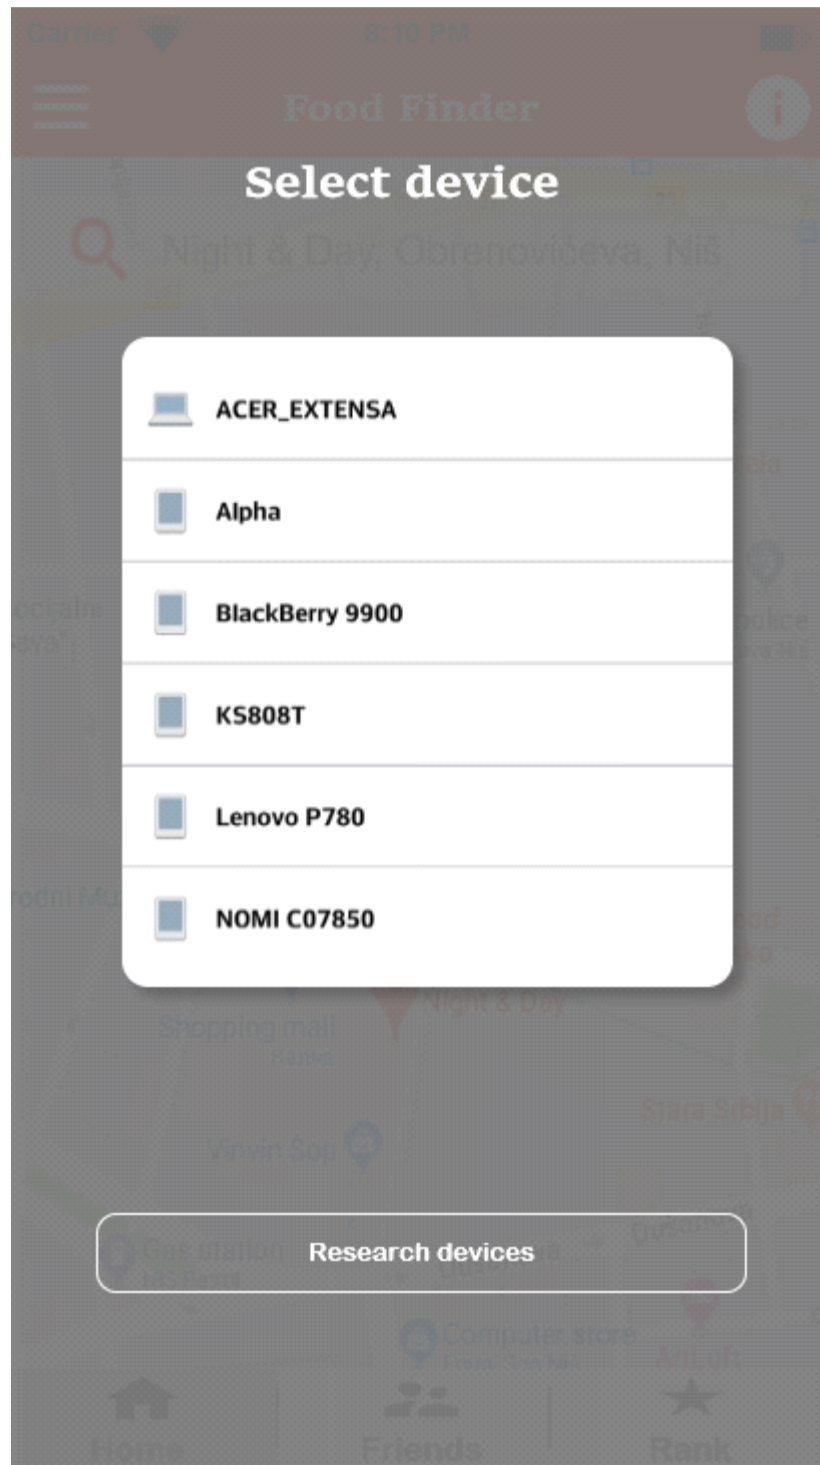 Carrier 8:10 PM
Food Finder
Select device
Night & Day, Obrenovićeva, Niš,
ACER_EXTENSA
Alpha
BlackBerry 9900
KS808T
Lenovo P780
NOMI C07850
Night & Day
Shopping mall
Stara Srbija
Vinvin Sop
Gas station
Research devices
Computer store
Home Friends Rank